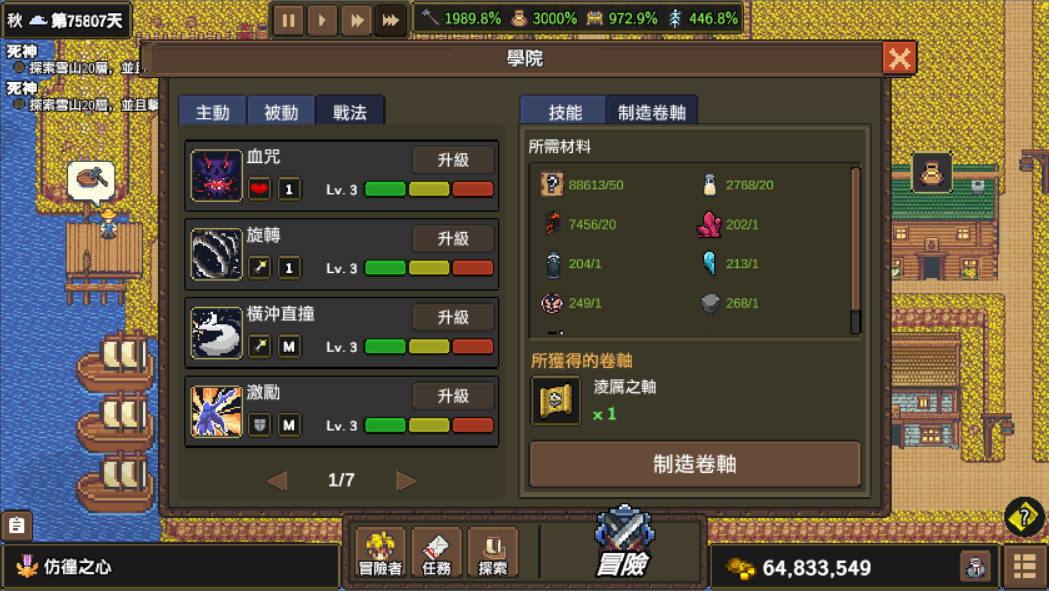 秋 第75807天
1989.8% 3000% 972.9% 446.8%
死神
探索雪山20層，並且
死神
探索雪山20層，並且擊
學院
主動 被動 戰法
血咒
升級
1 Lv. 3
旋轉
升級
1 Lv. 3
橫沖直撞
升級
M Lv. 3
激勵
升級
M Lv. 3
1/7
技能 制造卷軸
所需材料
88613/50 2768/20
7456/20 202/1
204/1 213/1
249/1 268/1
所獲得的卷軸
淩厲之軸
x 1
制造卷軸
仿徨之心
冒險者 任務 探索
冒險
64,833,549